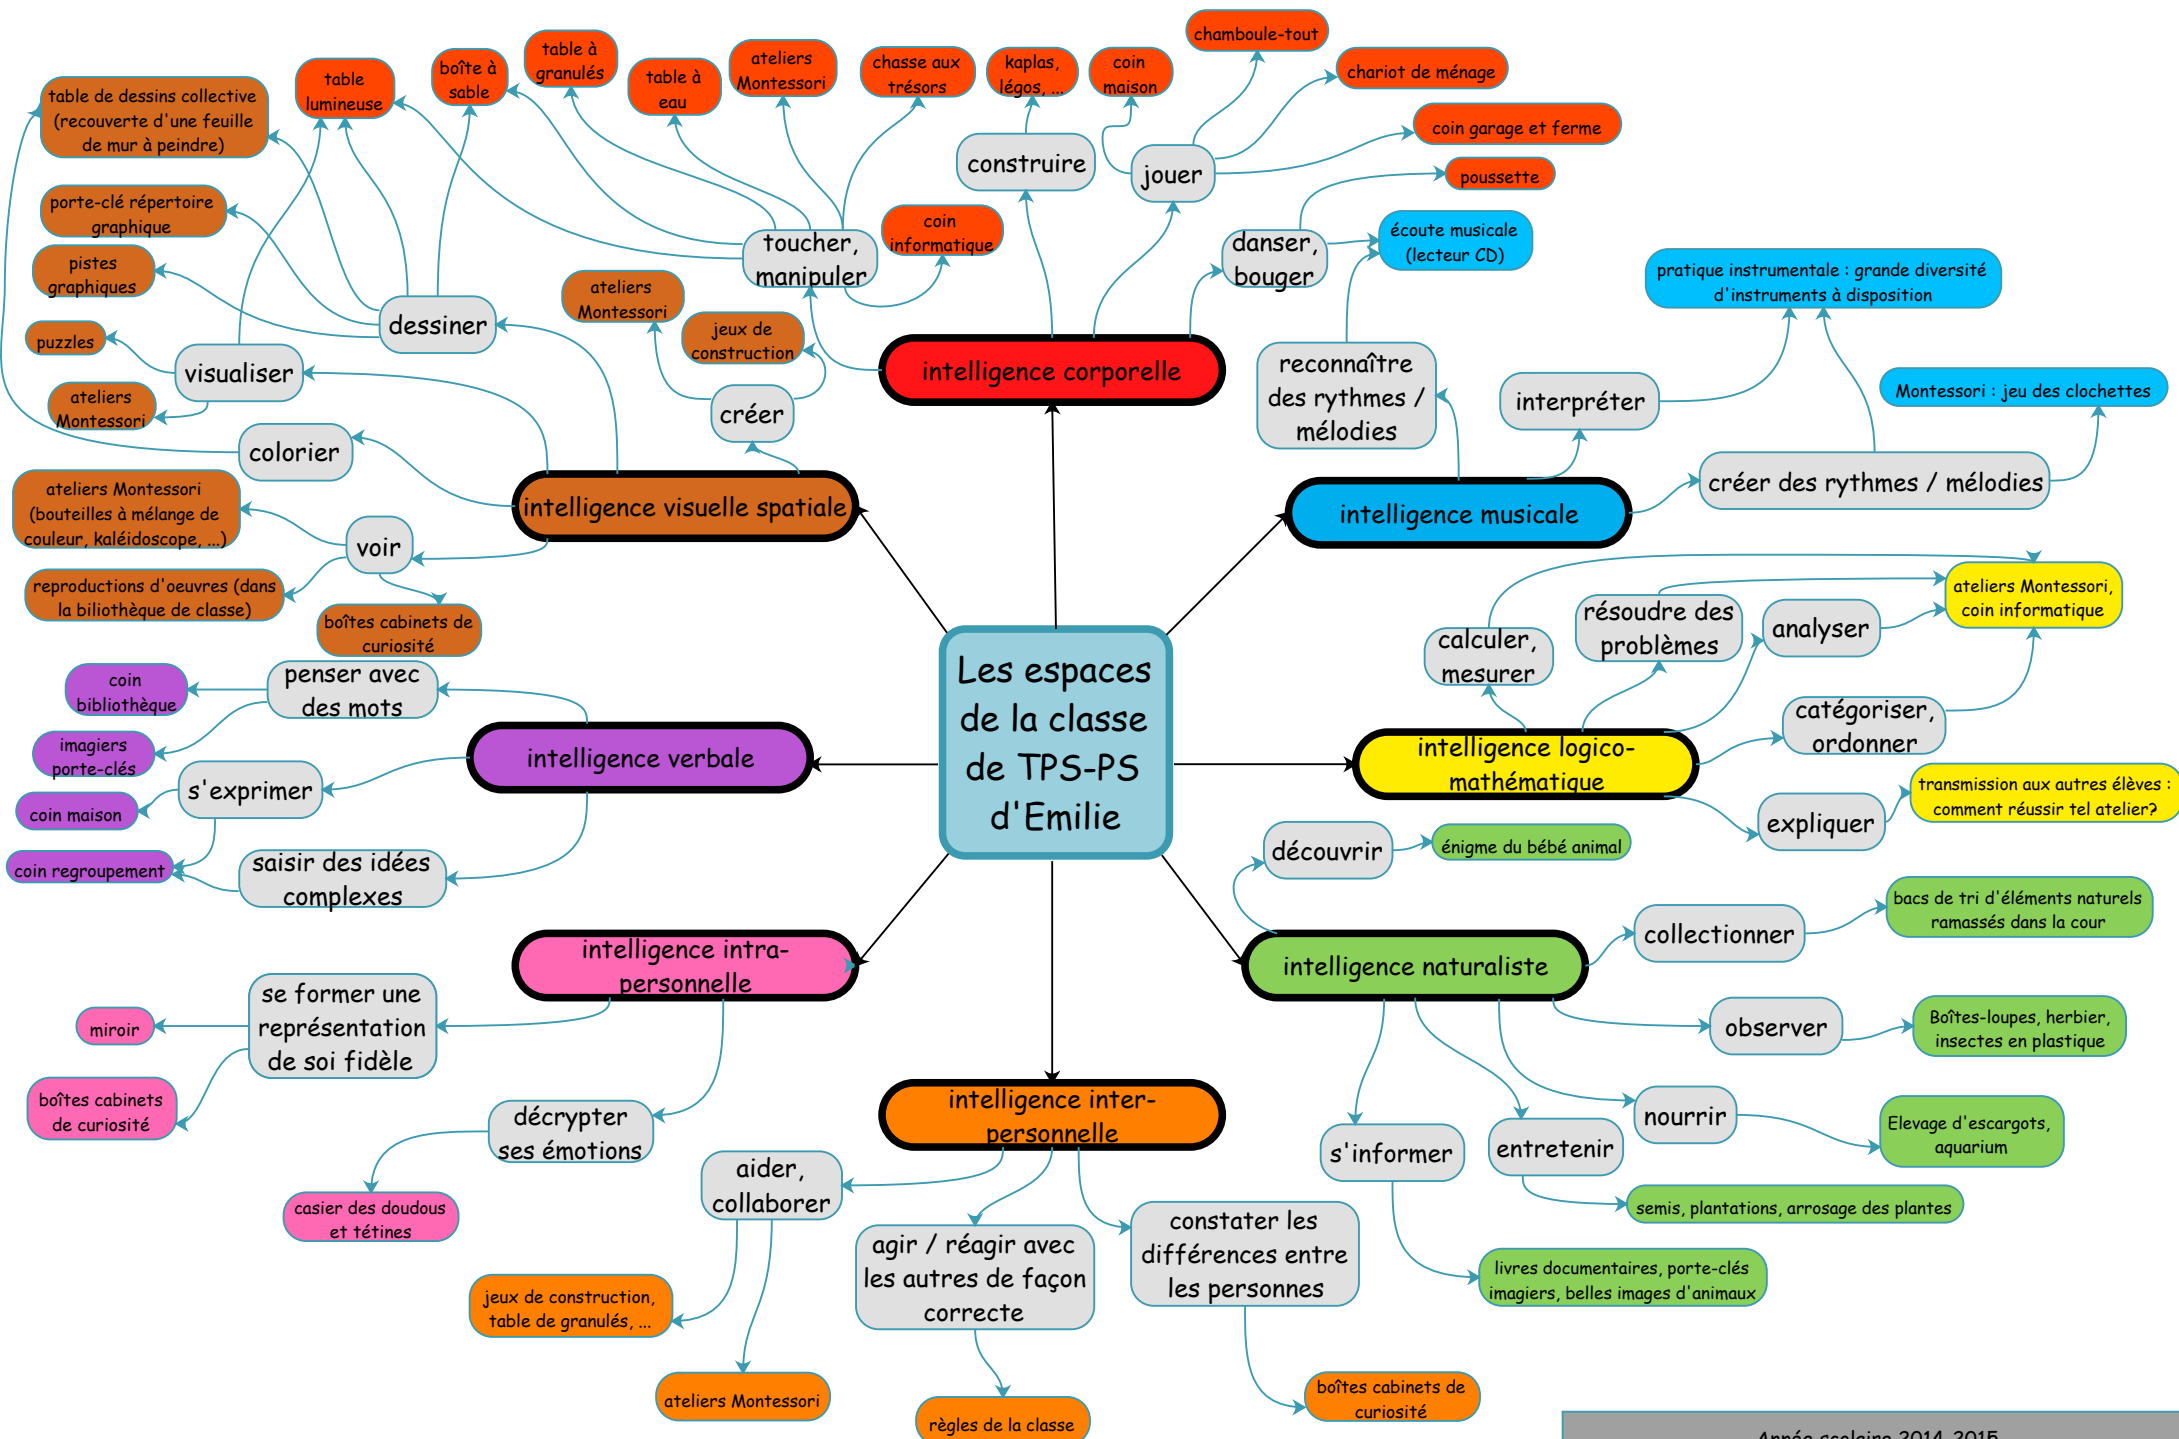 chamboule-tout
table à
granulés
ateliers
Montessori
chasse aux
trésors
kaplas,
légos, ...
coin
maison
chariot de ménage
boîte à
sable
table
lumineuse
table à
eau
table de dessins collective
(recouverte d'une feuille
de mur à peindre)
coin garage et ferme
construire
jouer
poussette
porte-clé répertoire
graphique
coin
informatique
toucher,
manipuler
danser,
bouger
écoute musicale
(lecteur CD)
pistes
graphiques
pratique instrumentale : grande diversité
d'instruments à disposition
ateliers
Montessori
dessiner
jeux de
construction
puzzles
visualiser
intelligence corporelle
reconnaître
des rythmes /
mélodies
interpréter
Montessori : jeu des clochettes
ateliers
Montessori
créer
colorier
créer des rythmes / mélodies
intelligence visuelle spatiale
intelligence musicale
ateliers Montessori
(bouteilles à mélange de
couleur, kaléidoscope, ...)
voir
reproductions d'oeuvres (dans
la biliothèque de classe)
boîtes cabinets de
curiosité
ateliers Montessori,
coin informatique
résoudre des
problèmes
analyser
calculer,
mesurer
Les espaces
de la classe
de TPS-PS
d'Emilie
penser avec
des mots
coin
bibliothèque
catégoriser,
ordonner
imagiers
porte-clés
intelligence verbale
intelligence logico-
mathématique
s'exprimer
transmission aux autres élèves :
comment réussir tel atelier?
coin maison
expliquer
découvrir
énigme du bébé animal
coin regroupement
saisir des idées
complexes
bacs de tri d'éléments naturels
ramassés dans la cour
collectionner
intelligence intra-
personnelle
intelligence naturaliste
se former une
représentation
de soi fidèle
miroir
observer
Boîtes-loupes, herbier,
insectes en plastique
boîtes cabinets
de curiosité
intelligence inter-
personnelle
nourrir
Elevage d'escargots,
aquarium
décrypter
ses émotions
s'informer
entretenir
aider,
collaborer
casier des doudous
et tétines
semis, plantations, arrosage des plantes
constater les
différences entre
les personnes
agir / réagir avec
les autres de façon
correcte
livres documentaires, porte-clés
imagiers, belles images d'animaux
jeux de construction,
table de granulés, ...
ateliers Montessori
règles de la classe
boîtes cabinets de
curiosité
Année scolaire 2014-2015